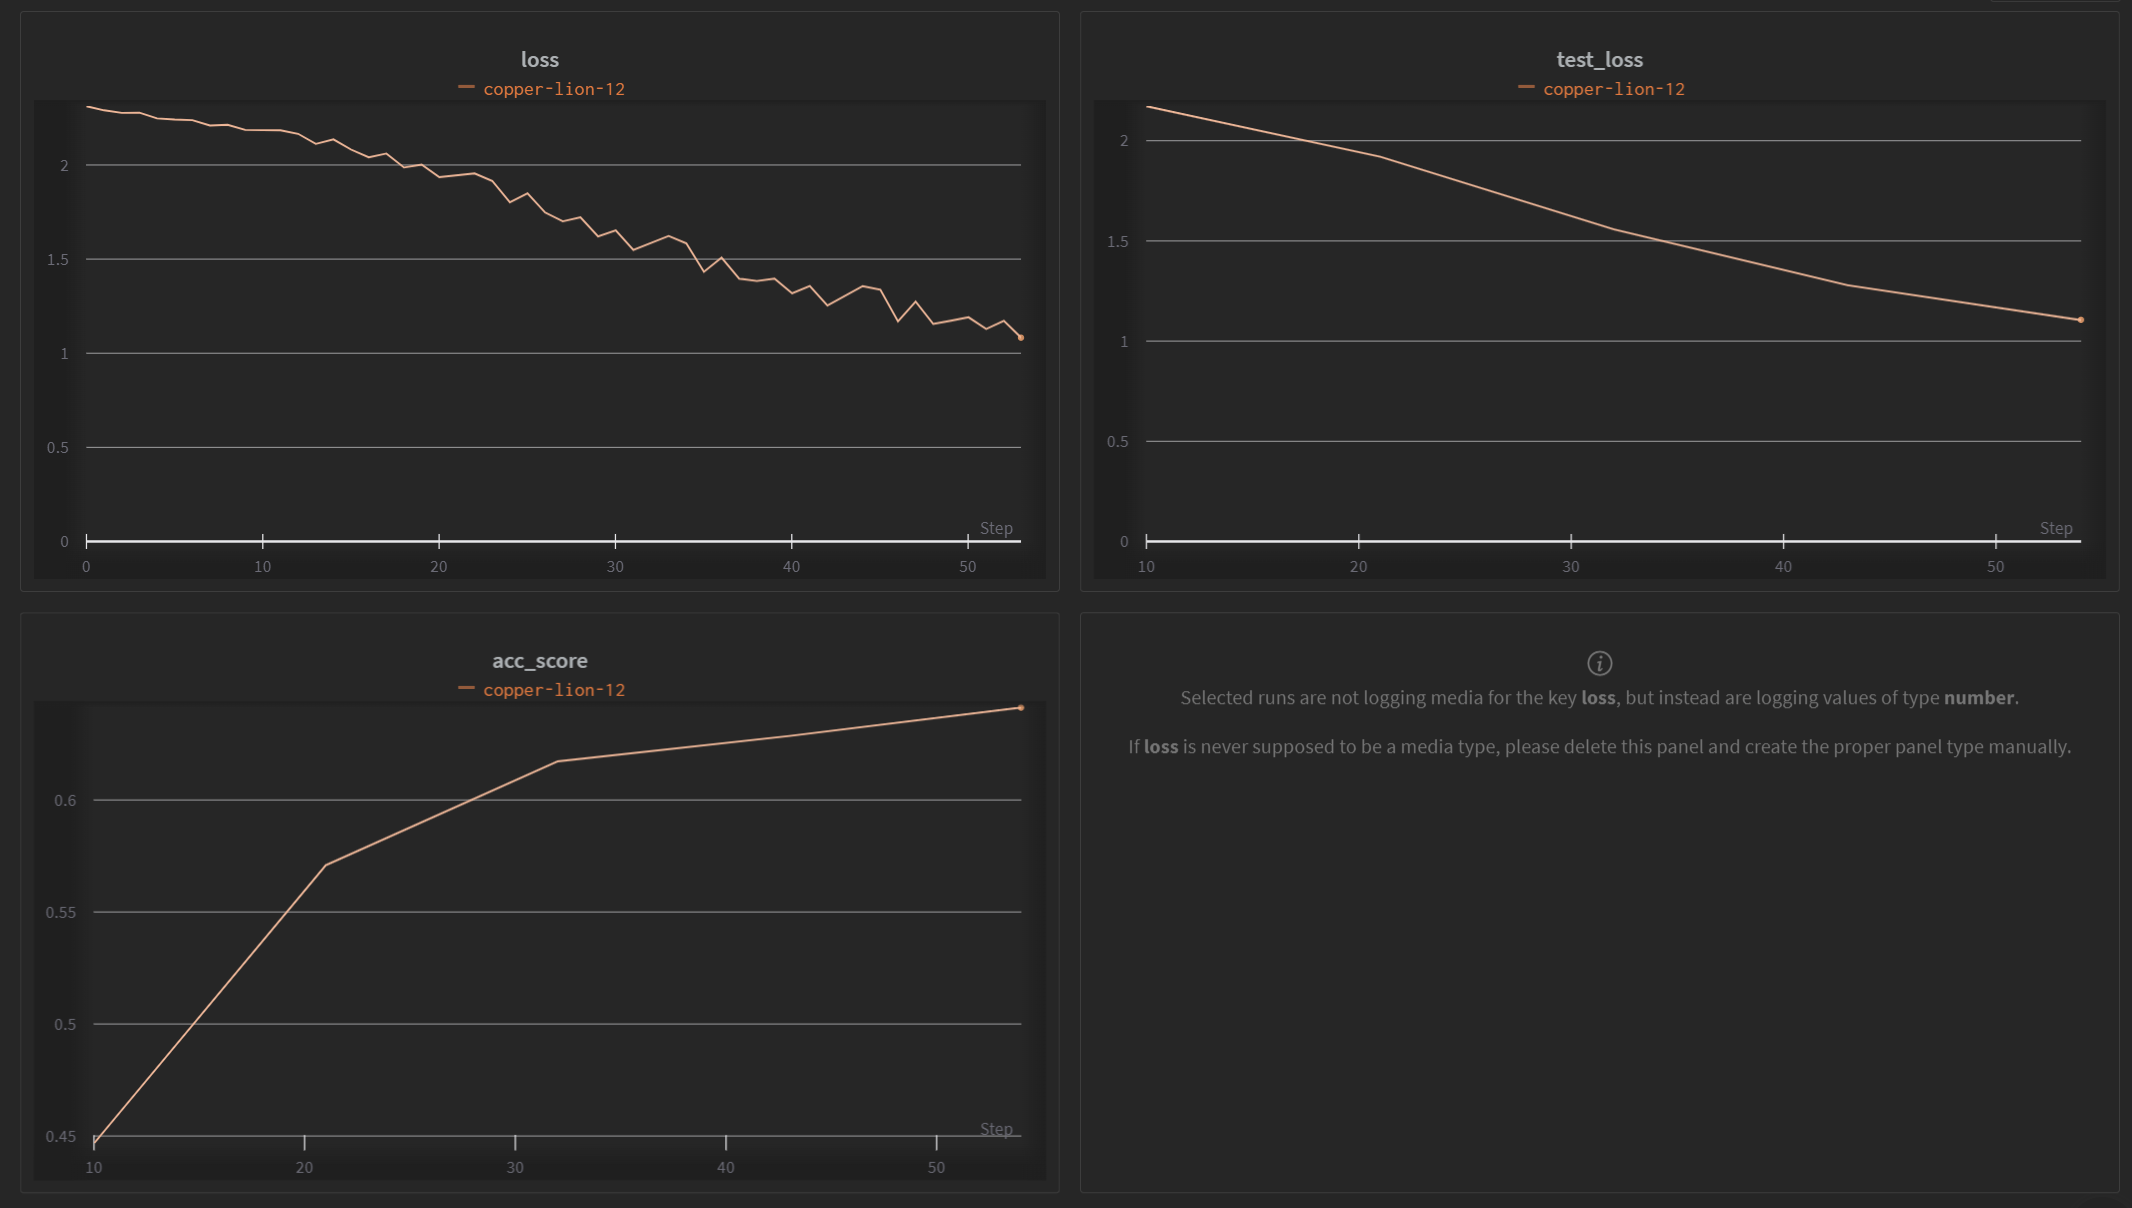 loss
copper-lion-12
2
1.5
1
0.5
0
Step
0 10 20 30 40 50
test_loss
copper-lion-12
2
1.5
1
0.5
0
Step
10 20 30 40 50
acc_score
copper-lion-12
0.6
0.55
0.5
0.45
Step
10 20 30 40 50
Selected runs are not logging media for the key loss, but instead are logging values of type number.
If loss is never supposed to be a media type, please delete this panel and create the proper panel type manually.